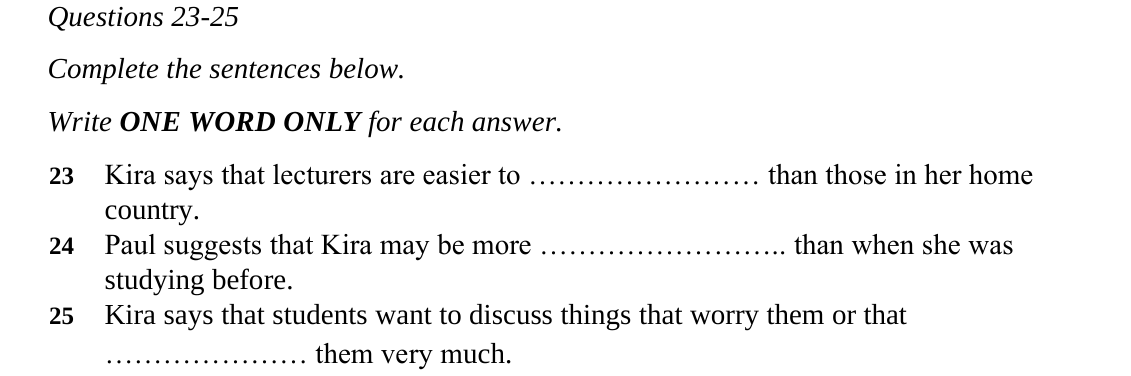 Questions 23-25
Complete the sentences below.
Write ONE WORD ONLY for each answer.
23 Kira says that lecturers are easier to …………………… than those in her home
country.
24 Paul suggests that Kira may be more …………………….. than when she was
studying before.
25 Kira says that students want to discuss things that worry them or that
………………… them very much.